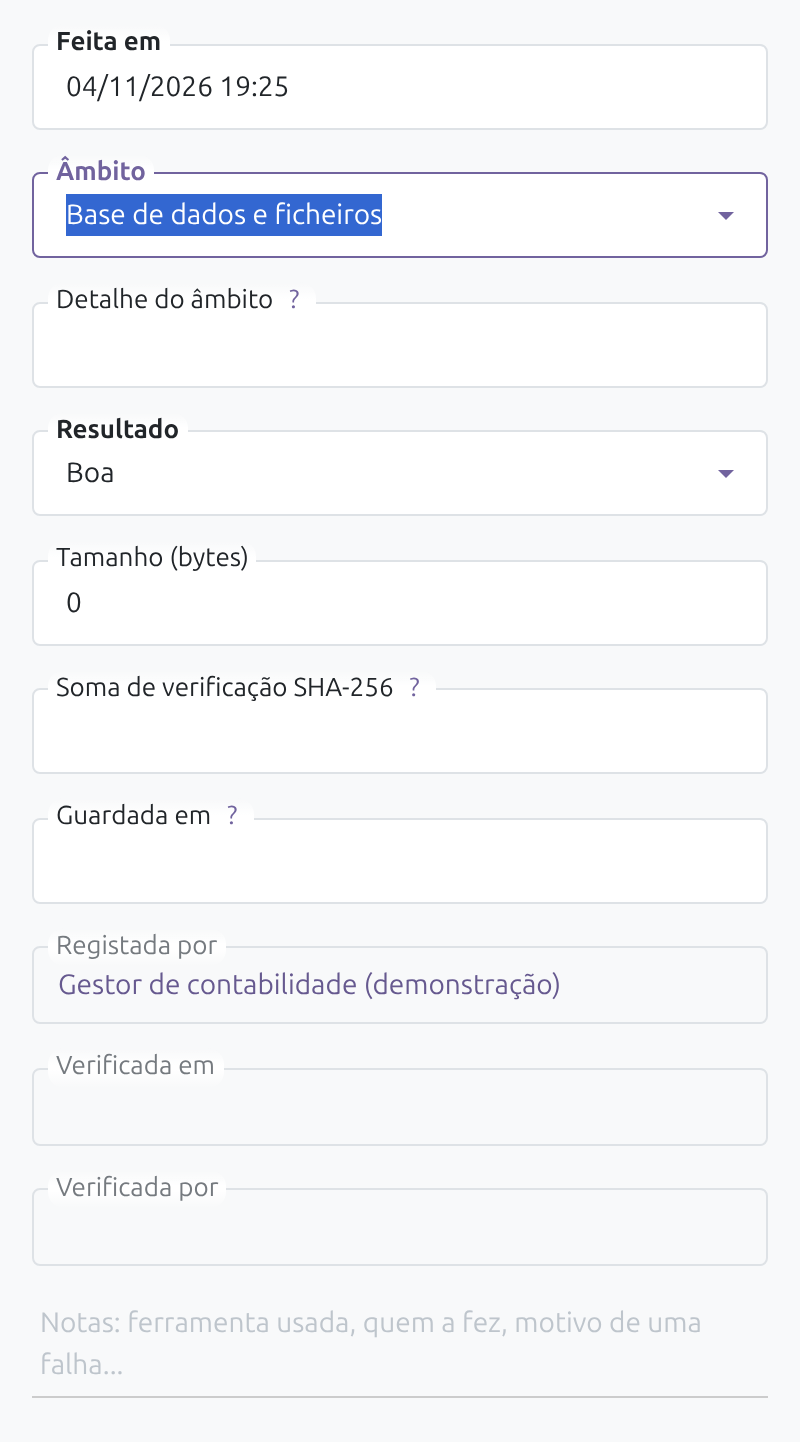 Feita em
04/11/2026 19:25
Âmbito
Base de dados e ficheiros
Detalhe do âmbito ?
Resultado
Boa
Tamanho (bytes)
0
Soma de verificação SHA-256 ?
Guardada em ?
Registada por
Gestor de contabilidade (demonstração)
Verificada em
Verificada por
Notas: ferramenta usada, quem a fez, motivo de uma
falha...